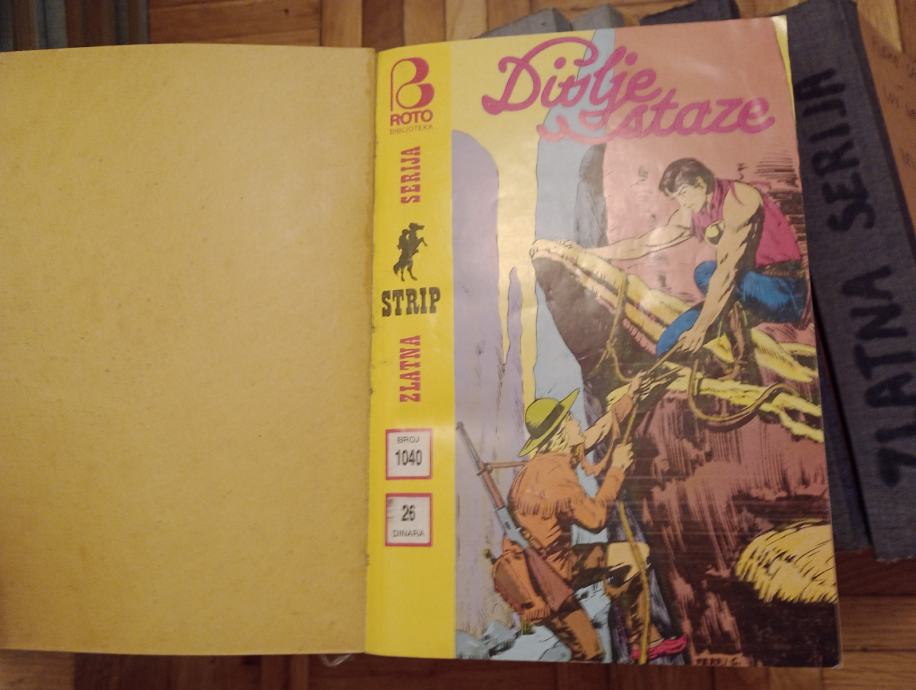 ROTO
BIBLIOTEKA
ZLATNA
STRIP
SERIJA
BROJ
1040
26
DINARA
Divlje
staze
ZLATNA SERIJA